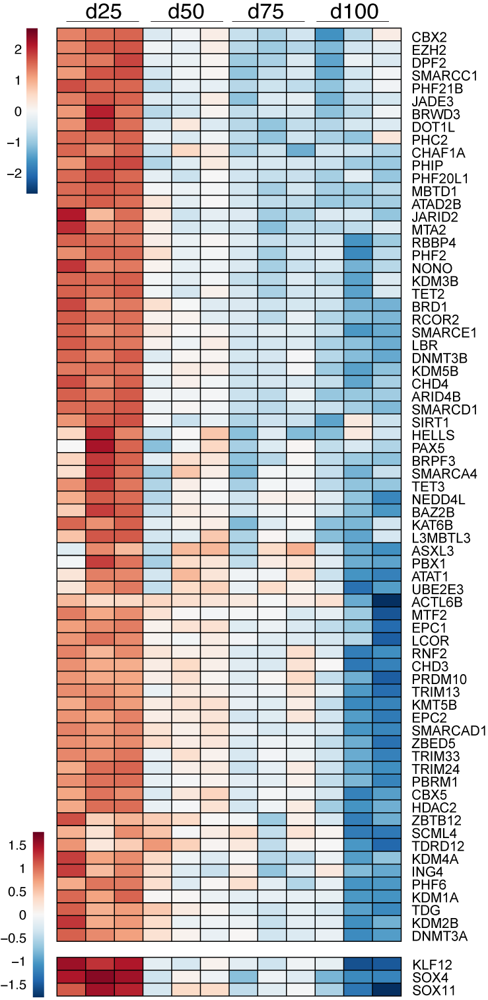 d25 d50 d75 d100
2
0
−1
−2
CBX2
EZH2
DPF2
SMARCC1
PHF21B
JADE3
BRWD3
DOT1L
PHC2
CHAF1A
PHIP
PHF20L1
MBTD1
ATAD2B
JARID2
MTA2
RBBP4
PHF2
NONO
KDM3B
TET2
BRD1
RCOR2
SMARCE1
LBR
DNMT3B
KDM5B
CHD4
ARID4B
SMARCD1
SIRT1
HELLS
PAX5
BRPF3
SMARCA4
TET3
NEDD4L
BAZ2B
KAT6B
L3MBTL3
ASXL3
PBX1
ATAT1
UBE2E3
ACTL6B
MTF2
EPC1
LCOR
RNF2
CHD3
PRDM10
TRIM13
KMT5B
EPC2
SMARCAD1
ZBED5
TRIM33
TRIM24
PBRM1
CBX5
HDAC2
ZBTB12
SCML4
TDRD12
KDM4A
ING4
PHF6
KDM1A
TDG
KDM2B
DNMT3A
1.5
1
0.5
0
−0.5
−1
−1.5
KLF12
SOX4
SOX11